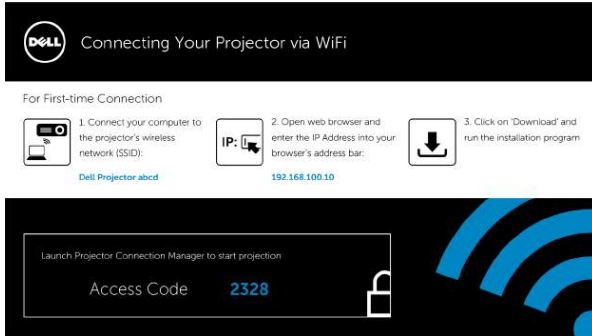 DELL
Connecting Your Projector via WiFi
For First-time Connection
1. Connect your computer to
the projector's wireless
network (SSID):
Dell Projector abcd
IP:
2. Open web browser and
enter the IP Address into your
browser's address bar:
192.168.100.10
3. Click on 'Download' and
run the installation program
Launch Projector Connection Manager to start projection
Access Code 2328